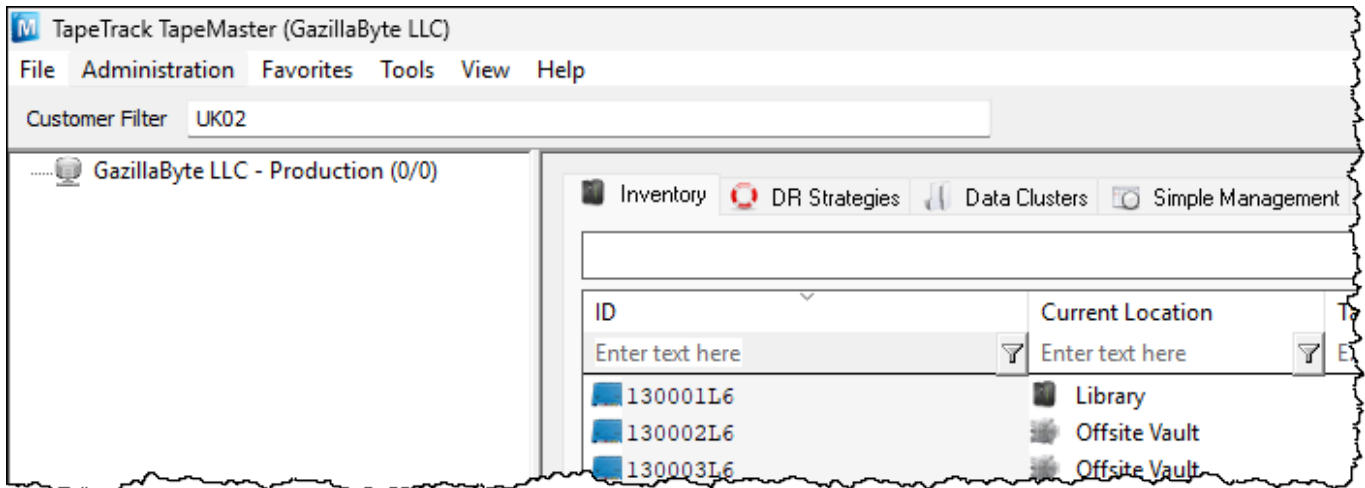 TapeTrack TapeMaster (GazillaByte LLC)
File Administration Favorites Tools View Help
Customer Filter UK02
GazillaByte LLC - Production (0/0)
Inventory DR Strategies Data Clusters Simple Management
ID Current Location
Enter text here Enter text here
130001L6 Library
130002L6 Offsite Vault
130003L6 Offsite Vault